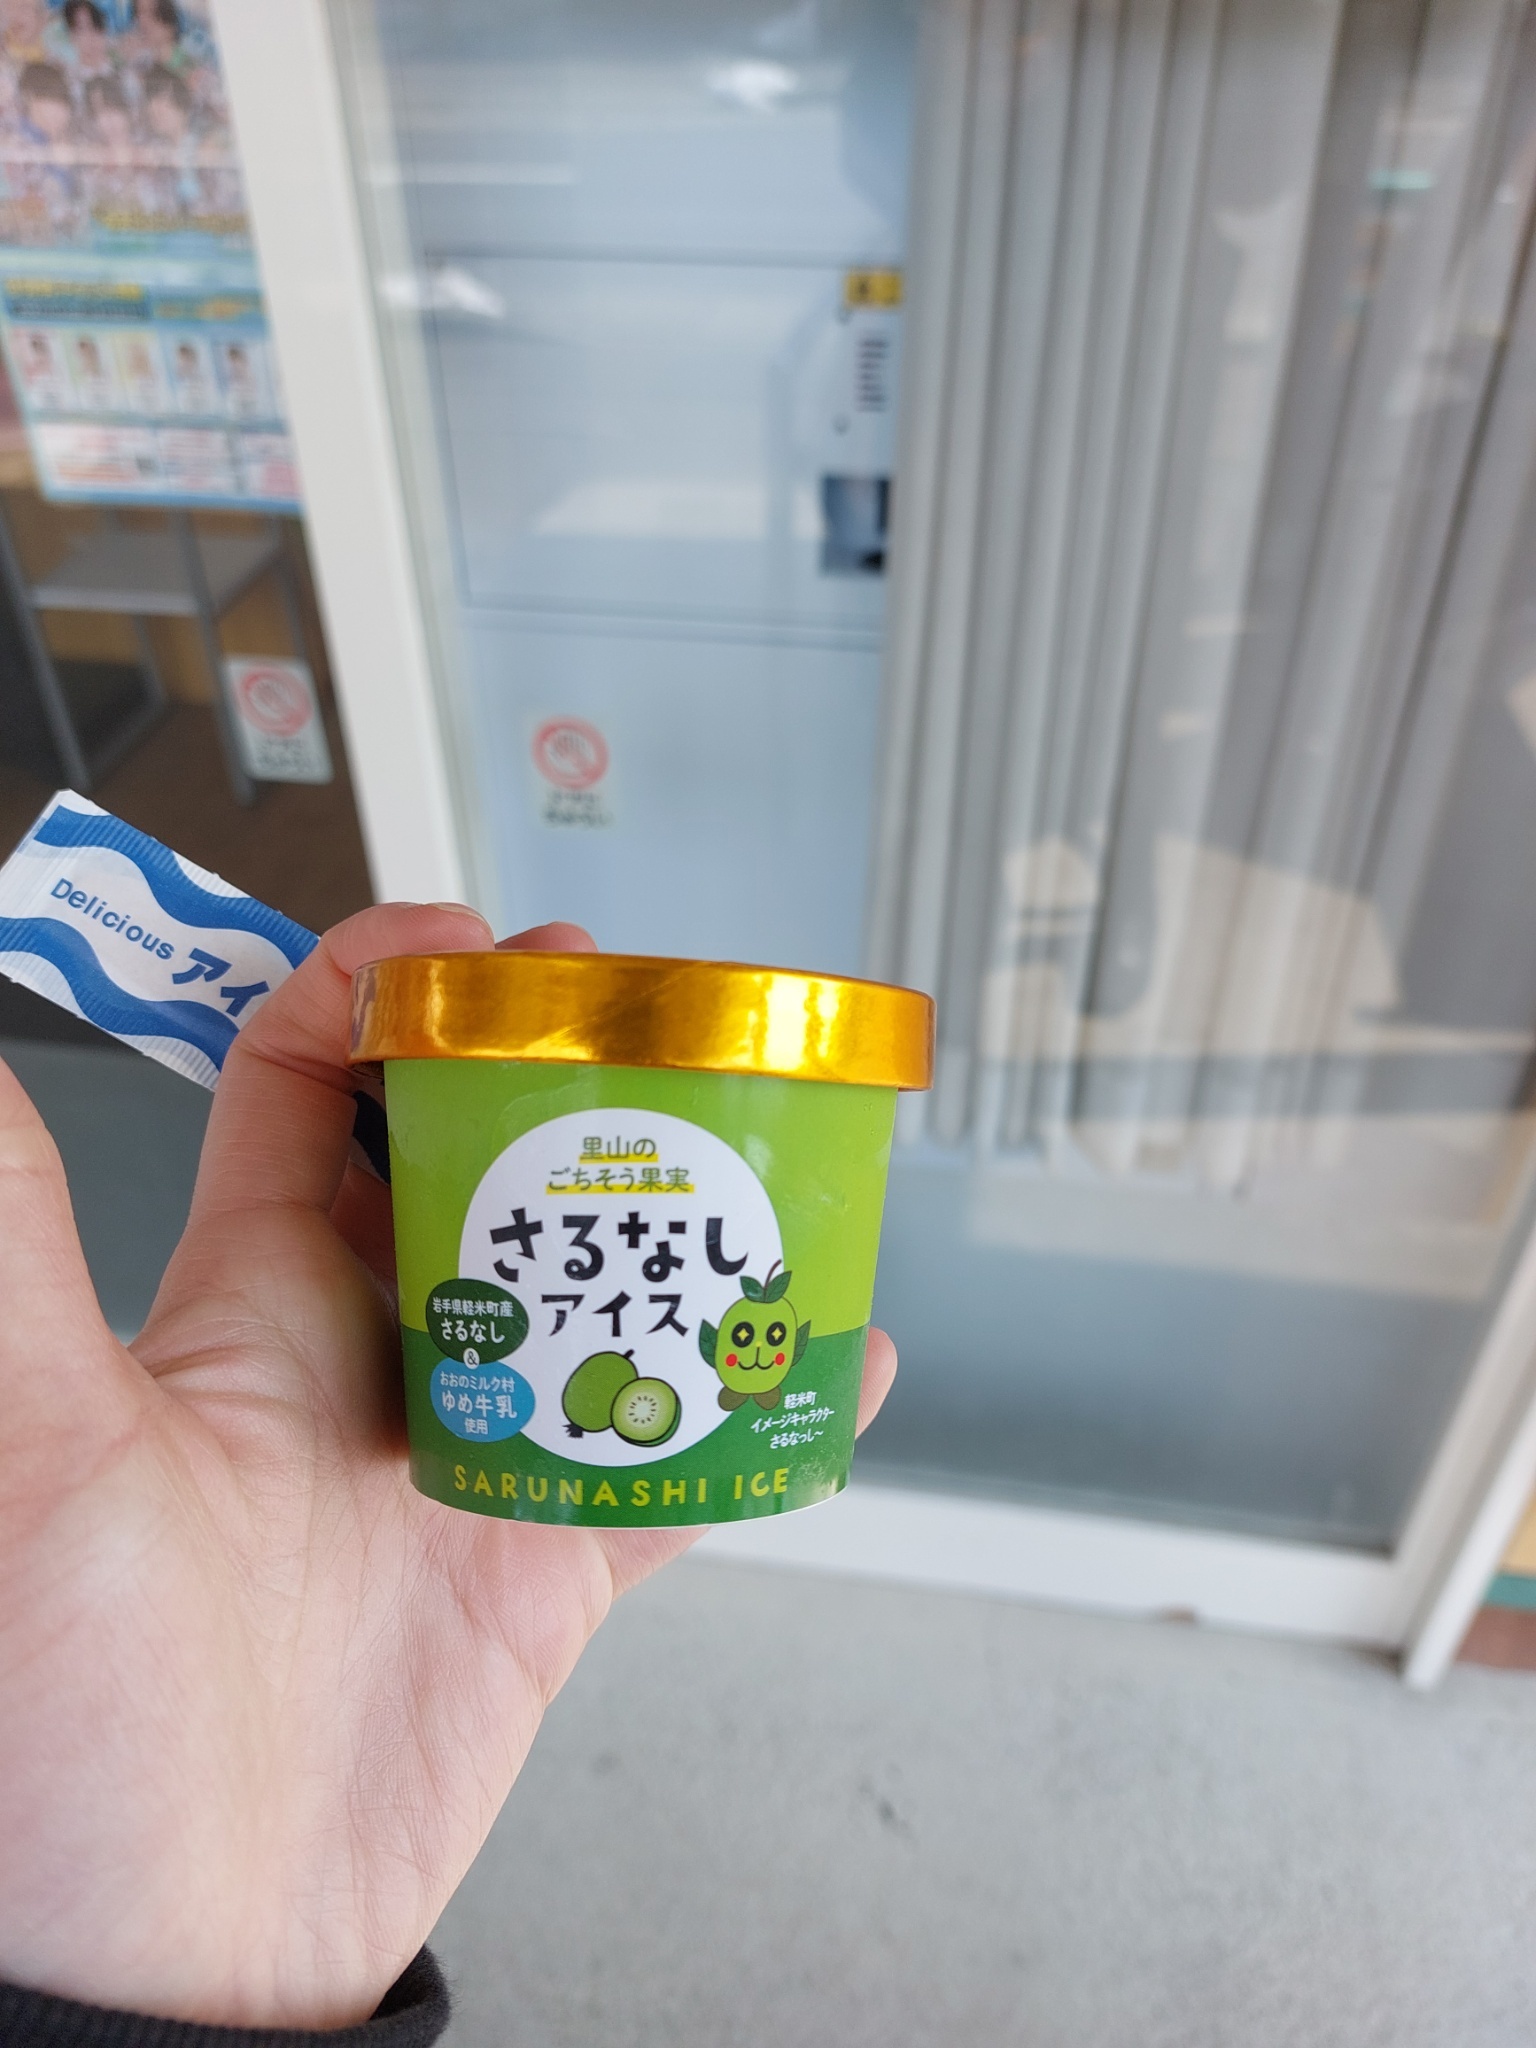 Delicious アイ
里山の
ごちそう果実
さるなし
アイス
岩手県軽米町産
さるなし
&
おおのミルク村
ゆめ牛乳
使用
軽米町
イメージキャラクター
さるなっし〜
SARUNASHI ICE